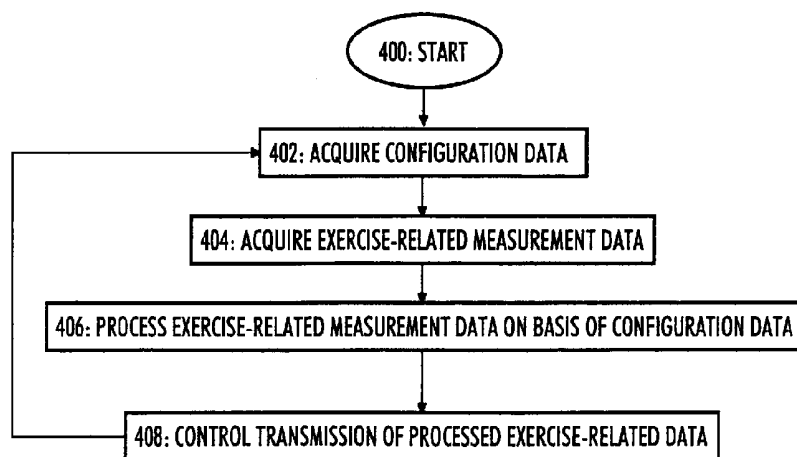 400: START
402: ACQUIRE CONFIGURATION DATA
404: ACQUIRE EXERCISE-RELATED MEASUREMENT DATA
406: PROCESS EXERCISE-RELATED MEASUREMENT DATA ON BASIS OF CONFIGURATION DATA
408: CONTROL TRANSMISSION OF PROCESSED EXERCISE-RELATED DATA